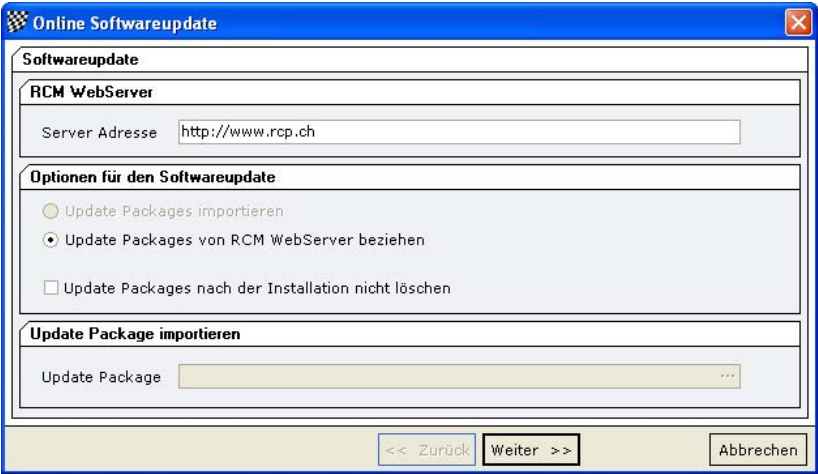 Online Softwareupdate
Softwareupdate
RCM WebServer
Server Adresse http://www.rcp.ch
Optionen für den Softwareupdate
Update Packages importieren
Update Packages von RCM WebServer beziehen
Update Packages nach der Installation nicht löschen
Update Package importieren
Update Package ...
<< Zurück Weiter >> Abbrechen